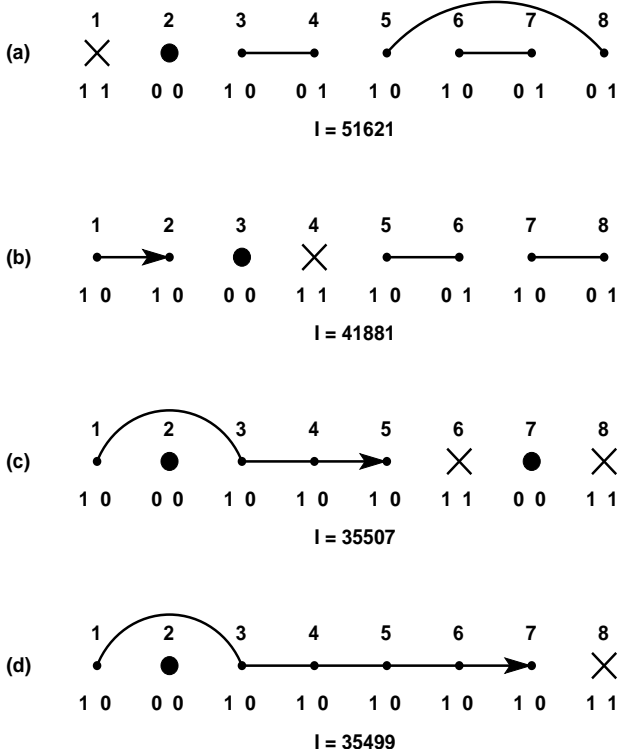 1 2 3 4 5 6 7 8
(a)
1 1 0 0 1 0 0 1 1 0 1 0 0 1 0 1
I = 51621
1 2 3 4 5 6 7 8
(b)
1 0 1 0 0 0 1 1 1 0 0 1 1 0 0 1
I = 41881
1 2 3 4 5 6 7 8
(c)
1 0 0 0 1 0 1 0 1 0 1 1 0 0 1 1
I = 35507
1 2 3 4 5 6 7 8
(d)
1 0 0 0 1 0 1 0 1 0 1 0 1 0 1 1
I = 35499